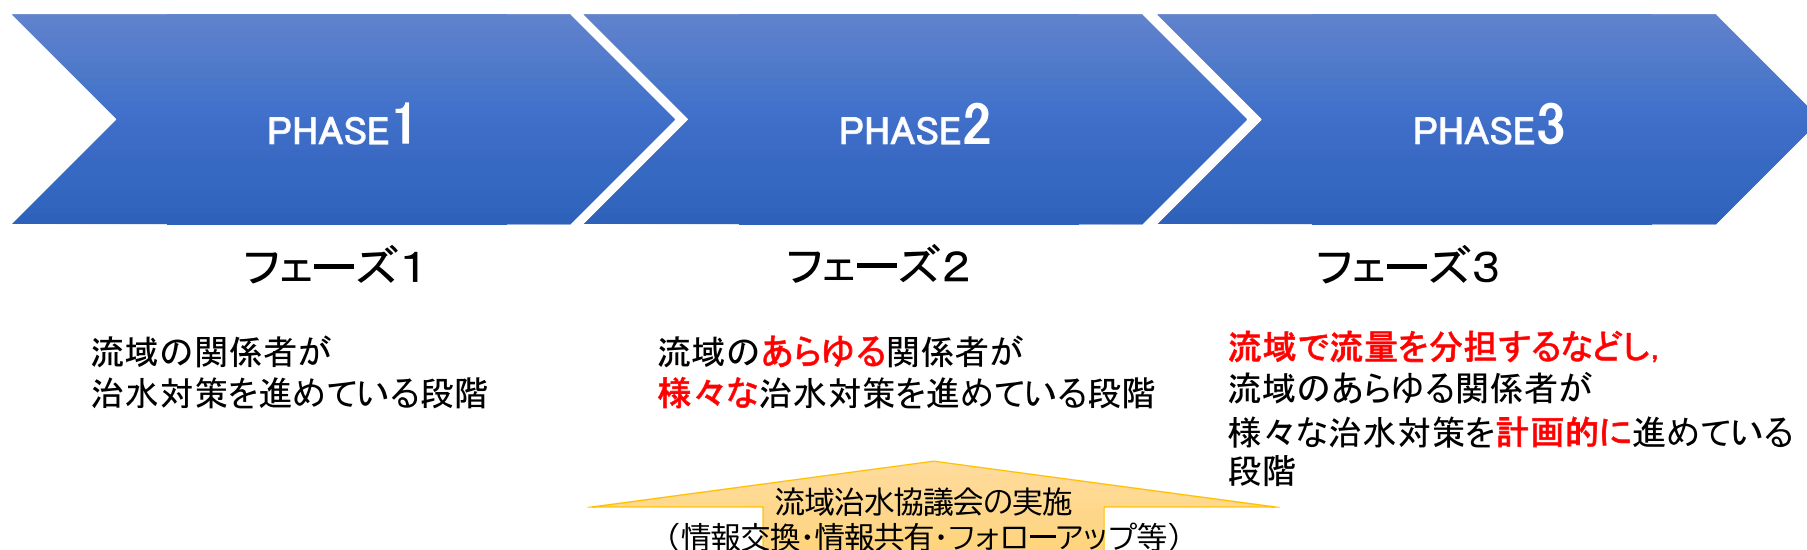 PHASE1
PHASE2
PHASE3
フェーズ1
フェーズ2
フェーズ3
流域の関係者が
治水対策を進めている段階
流域のあらゆる関係者が
様々な治水対策を進めている段階
流域で流量を分担するなどし,
流域のあらゆる関係者が
様々な治水対策を計画的に進めている
段階
流域治水協議会の実施
（情報交換・情報共有・フォローアップ等）